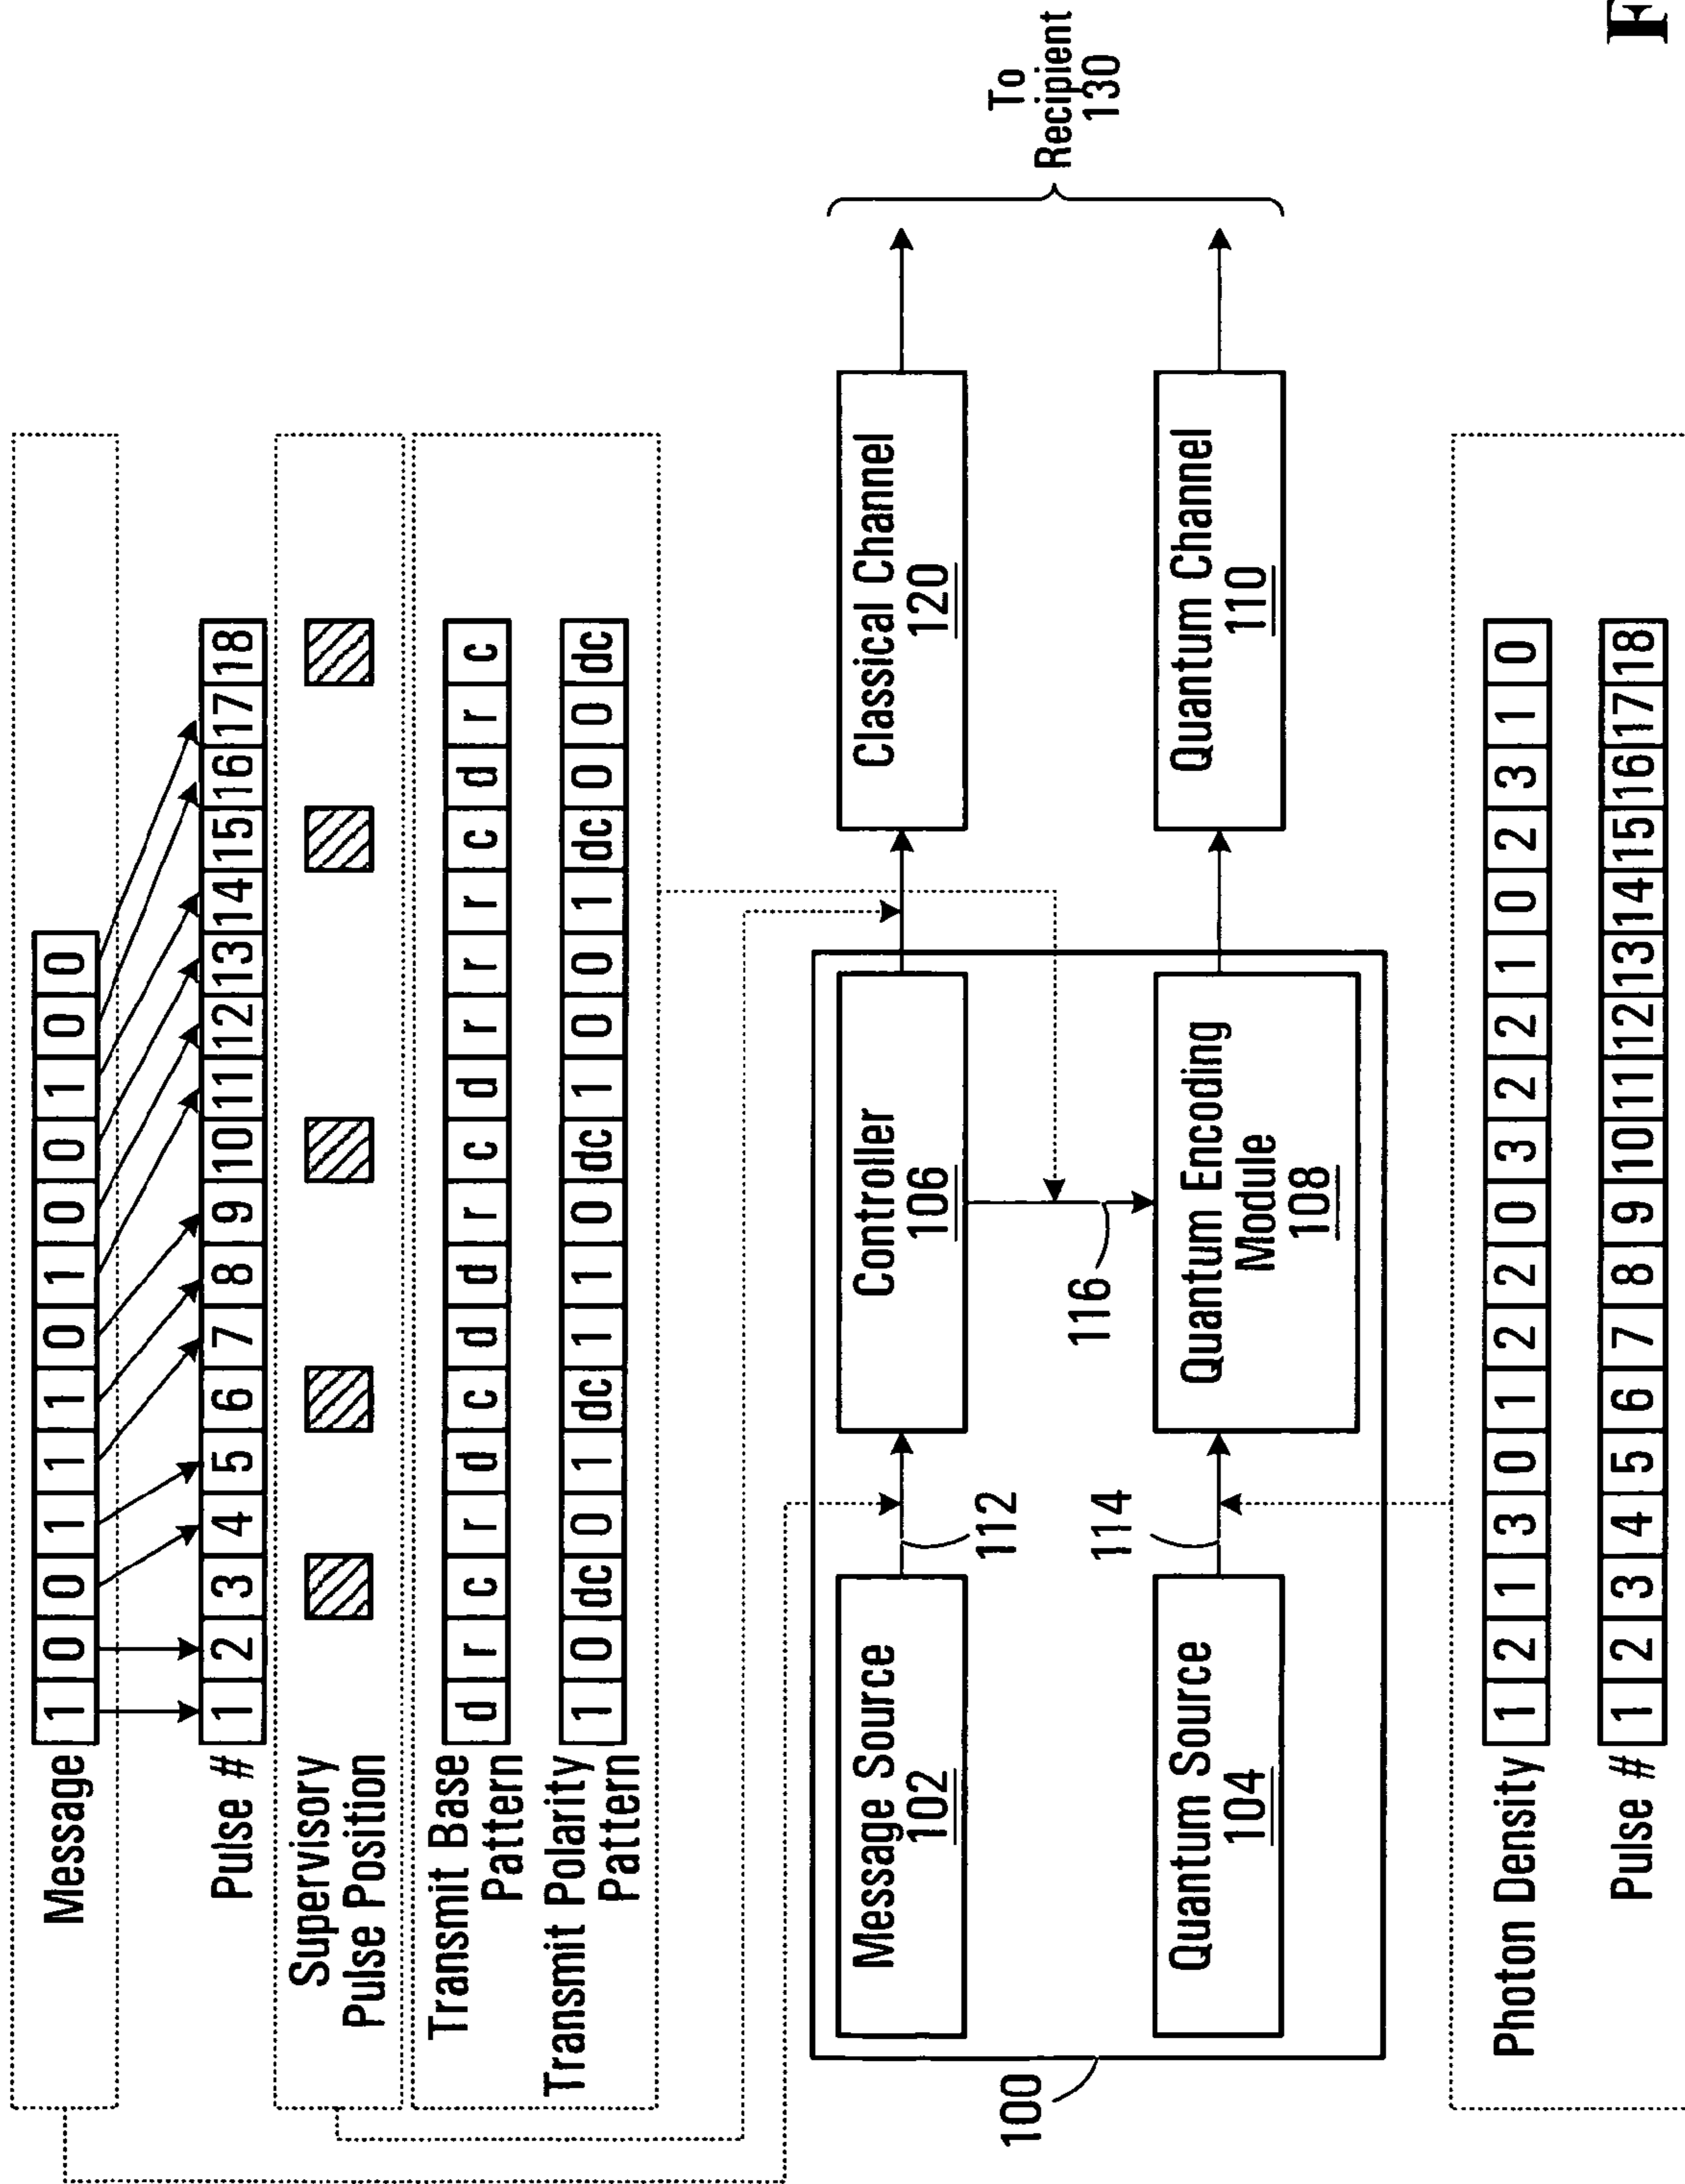 Message 1 0 0 1 1 1 0 1 0 0 1 0 0
Pulse # 1 2 3 4 5 6 7 8 9 10 11 12 13 14 15 16 17 18
Supervisory
Pulse Position
Transmit Base
Pattern d r c r d c d d r c d r r r c d r c
Transmit Polarity
Pattern 1 0 dc 0 1 dc 1 1 0 dc 1 0 0 1 dc 0 0 dc
100
Message Source
102
112
Controller
106
Classical Channel
120
116
To
Recipient
130
Quantum Source
104
114
Quantum Encoding
Module
108
Quantum Channel
110
Photon Density 1 2 1 3 0 1 2 2 0 3 2 2 1 0 2 3 1 0
Pulse # 1 2 3 4 5 6 7 8 9 10 11 12 13 14 15 16 17 18
F